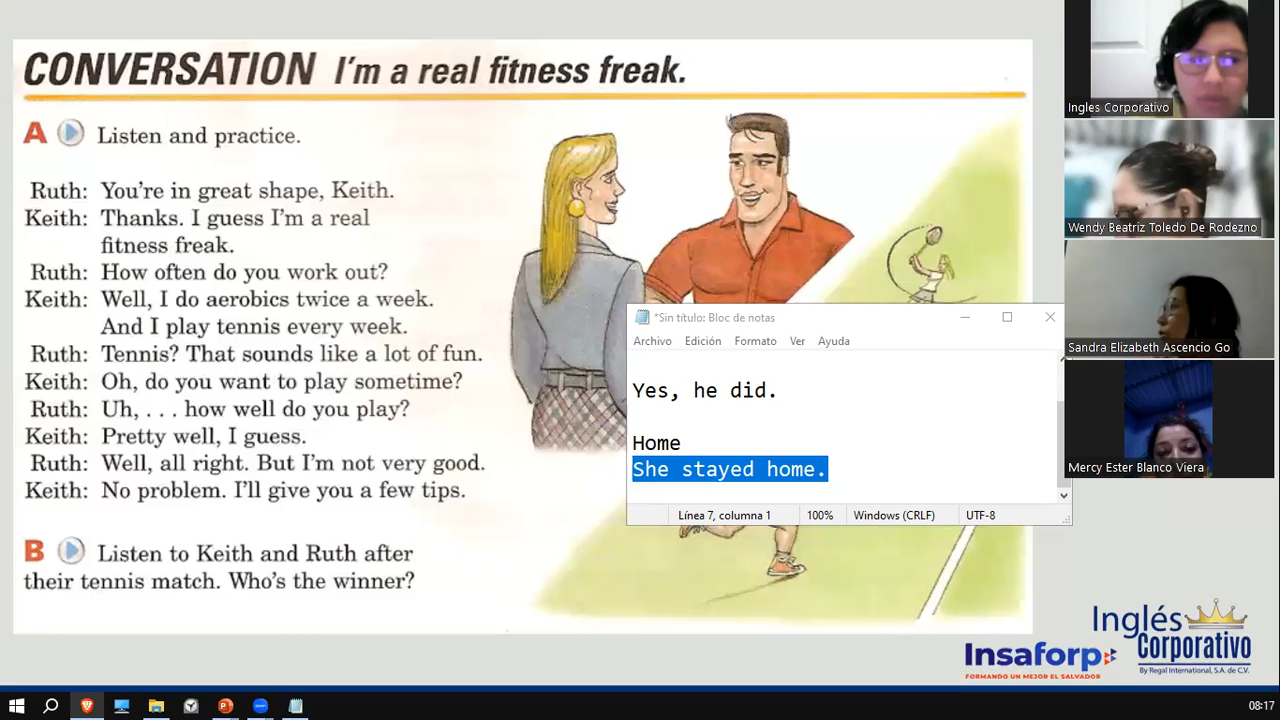 CONVERSATION I'm a real fitness freak.
A Listen and practice.
Ruth: You're in great shape, Keith.
Keith: Thanks. I guess I'm a real
fitness freak.
Ruth: How often do you work out?
Keith: Well, I do aerobics twice a week.
And I play tennis every week.
Ruth: Tennis? That sounds like a lot of fun.
Keith: Oh, do you want to play sometime?
Ruth: Uh, . . . how well do you play?
Keith: Pretty well, I guess.
Ruth: Well, all right. But I'm not very good.
Keith: No problem. I'll give you a few tips.
B Listen to Keith and Ruth after
their tennis match. Who's the winner?
*Sin título: Bloc de notas
Archivo Edición Formato Ver Ayuda
Yes, he did.
Home
She stayed home.
Línea 7, columna 1 100% Windows (CRLF) UTF-8
Ingles Corporativo
Wendy Beatriz Toledo De Rodezno
Sandra Elizabeth Ascencio Go
Mercy Ester Blanco Viera
Insaforp
FORMANDO UN MEJOR EL SALVADOR
Inglés
Corporativo
By Regal International, S.A. de C.V.
08:17